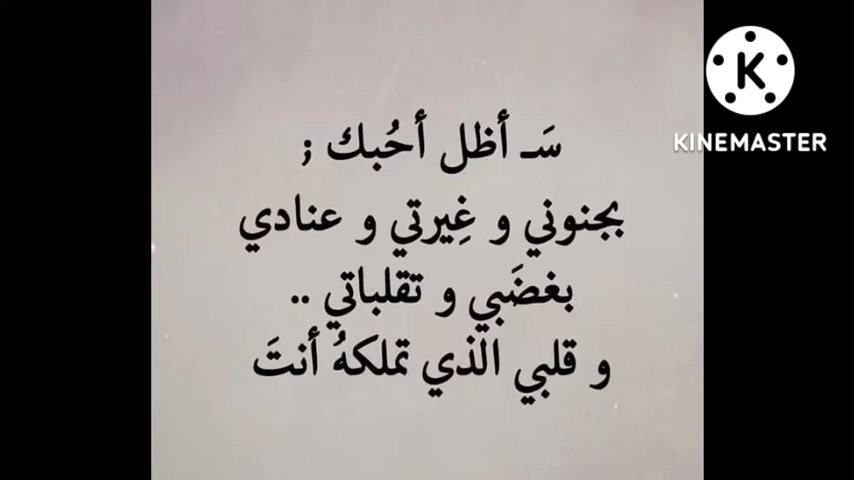 سَـ أظل أحُبك ;
بجنوني و غِيرتي و عنادي
بغضَبي و تقلباتي ..
و قلبي الذي تملكهُ أنتَ
K
KINEMASTER